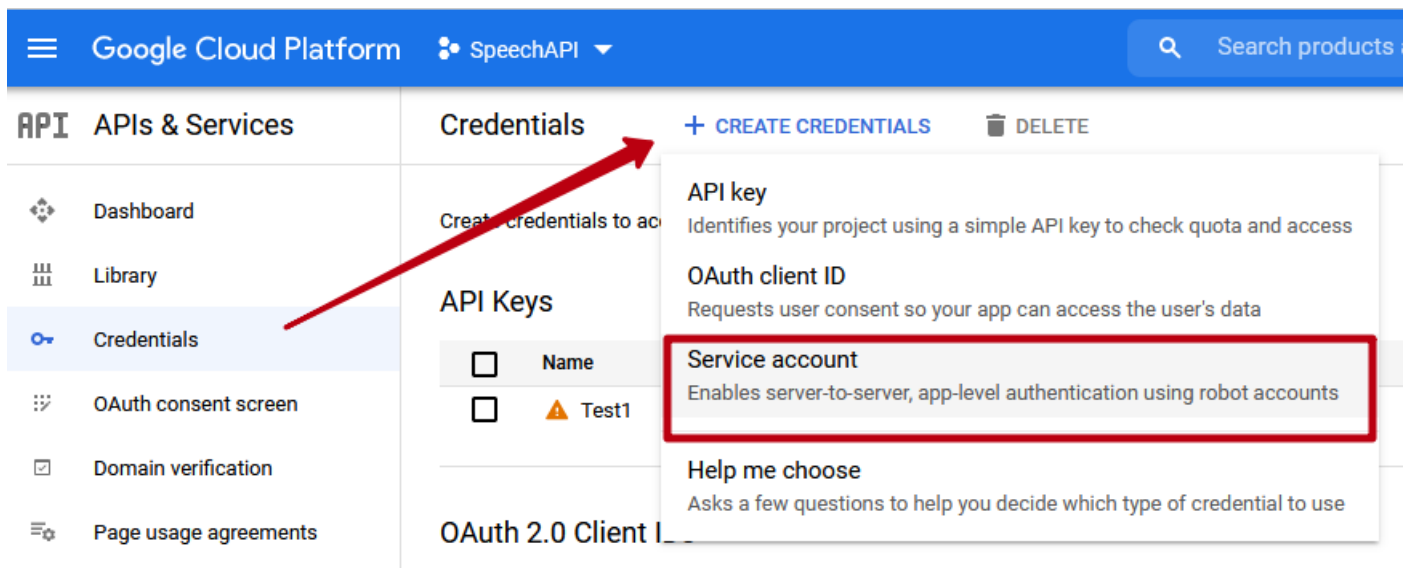 Google Cloud Platform SpeechAPI Search products
API APIs & Services Credentials + CREATE CREDENTIALS DELETE
Dashboard
Library
Credentials
OAuth consent screen
Domain verification
Page usage agreements
Create credentials to
API Keys
Name
Test1
OAuth 2.0 Client
API key
Identifies your project using a simple API key to check quota and access
OAuth client ID
Requests user consent so your app can access the user's data
Service account
Enables server-to-server, app-level authentication using robot accounts
Help me choose
Asks a few questions to help you decide which type of credential to use